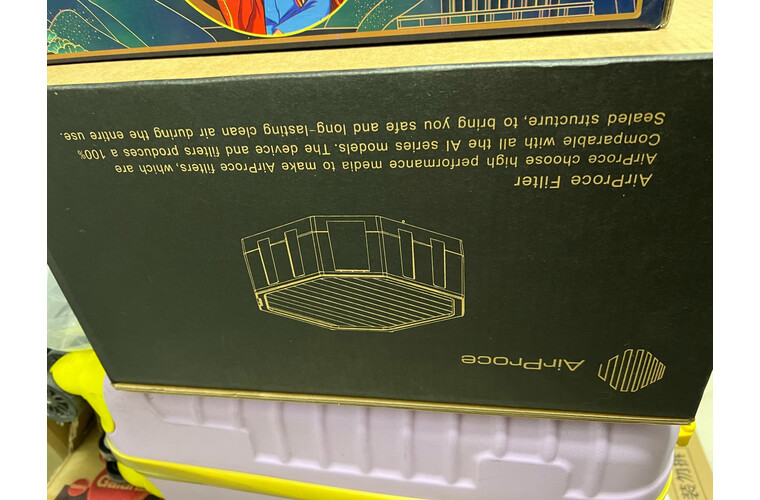 AirProce
AirProce Filter
AirProce choose high performance media to make AirProce filters, which are
Comparable with all the AI series models. The device and filters produces a 100%
Sealed structure, to bring you safe and long-lasting clean air during the entire use.